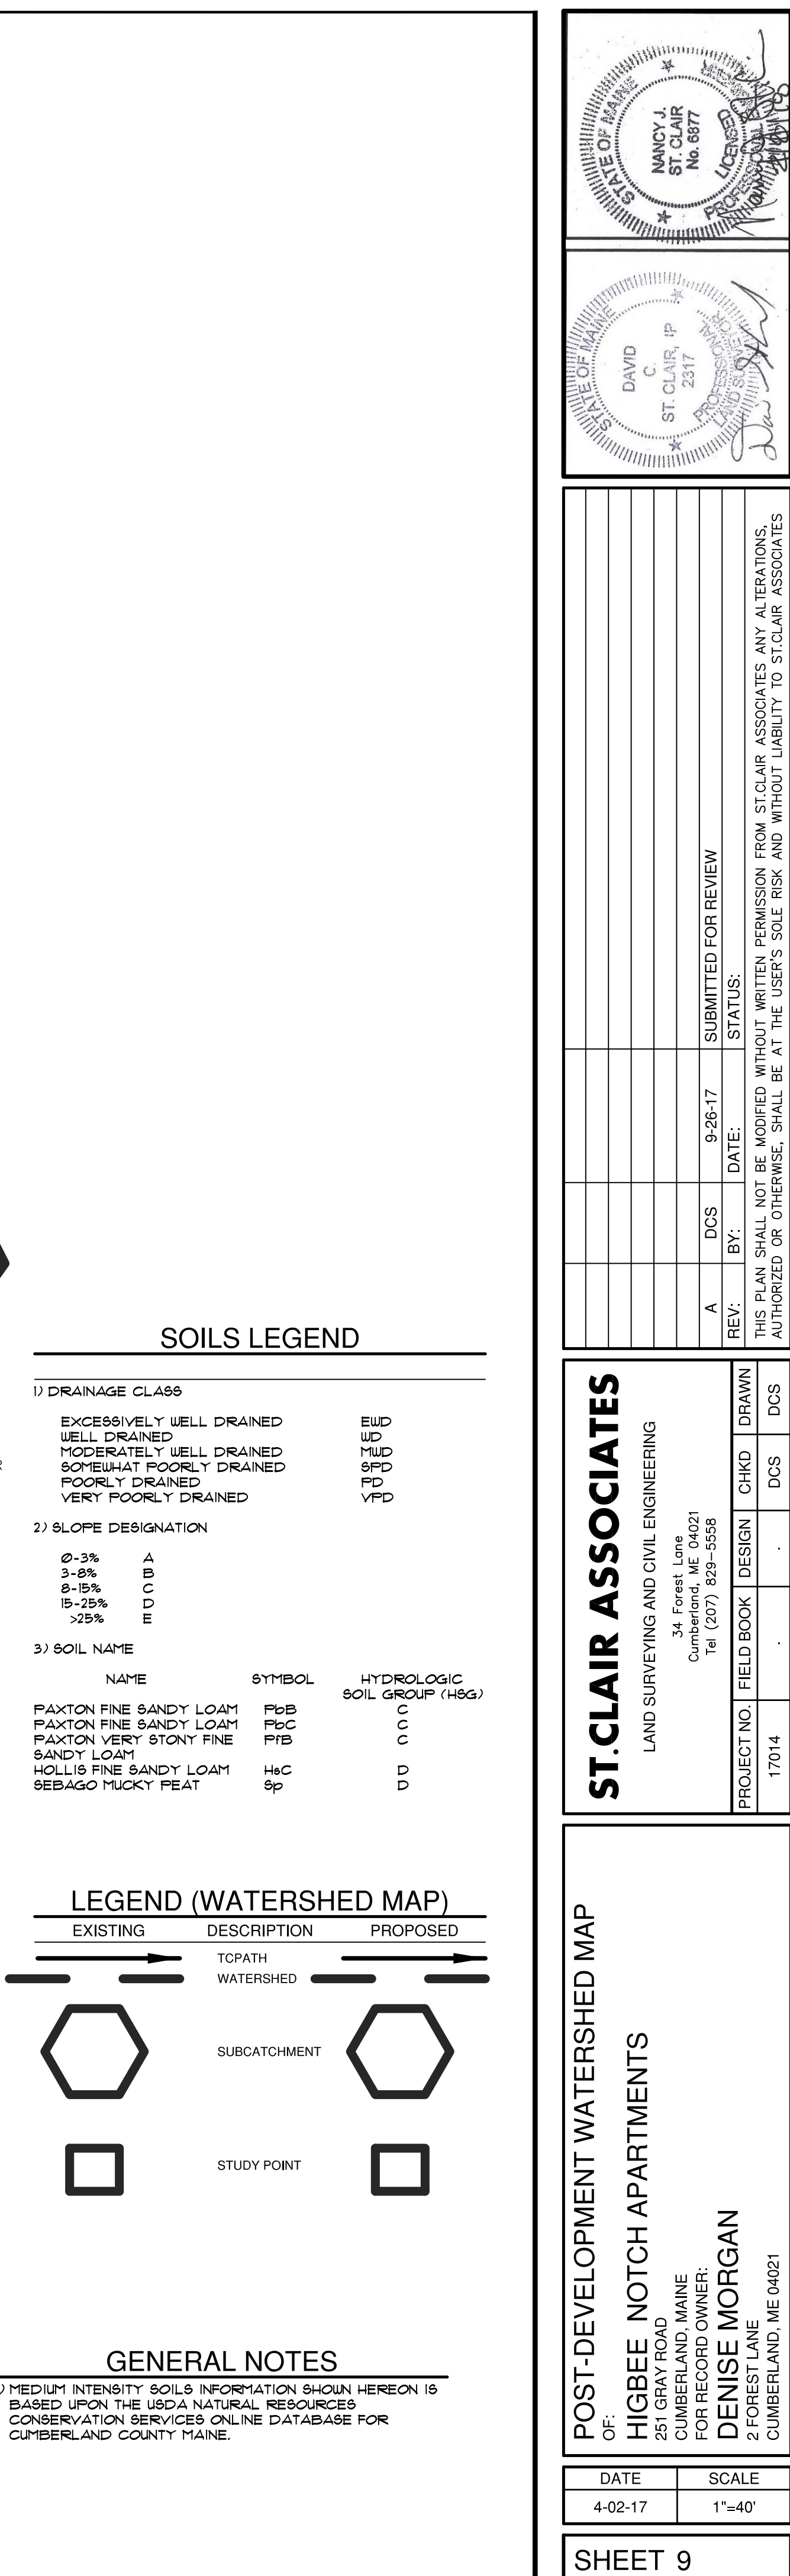 SOILS LEGEND
1) DRAINAGE CLASS
EXCESSIVELY WELL DRAINED EWD
WELL DRAINED WD
MODERATELY WELL DRAINED MWD
SOMEWHAT POORLY DRAINED SPD
POORLY DRAINED PD
VERY POORLY DRAINED VPD
2) SLOPE DESIGNATION
0-3% A
3-8% B
8-15% C
15-25% D
>25% E
3) SOIL NAME
NAME SYMBOL HYDROLOGIC
SOIL GROUP (HSG)
PAXTON FINE SANDY LOAM PbB C
PAXTON FINE SANDY LOAM PbC C
PAXTON VERY STONY FINE PfB C
SANDY LOAM
HOLLIS FINE SANDY LOAM HsC D
SEBAGO MUCKY PEAT Sp D
LEGEND (WATERSHED MAP)
EXISTING DESCRIPTION PROPOSED
TCPATH
WATERSHED
SUBCATCHMENT
STUDY POINT
GENERAL NOTES
) MEDIUM INTENSITY SOILS INFORMATION SHOWN HEREON IS
BASED UPON THE USDA NATURAL RESOURCES
CONSERVATION SERVICES ONLINE DATABASE FOR
CUMBERLAND COUNTY MAINE.
STATE OF MAINE
NANCY J.
ST. CLAIR
No. 6877
LICENSED
PROFESSIONAL
STATE OF MAINE
DAVID
C.
ST. CLAIR, IP
2317
PROFESSIONAL
LAND SURVEYOR
A DCS 9-26-17 SUBMITTED FOR REVIEW
REV: BY: DATE: STATUS:
THIS PLAN SHALL NOT BE MODIFIED WITHOUT WRITTEN PERMISSION FROM ST.CLAIR ASSOCIATES ANY ALTERATIONS,
AUTHORIZED OR OTHERWISE, SHALL BE AT THE USER'S SOLE RISK AND WITHOUT LIABILITY TO ST.CLAIR ASSOCIATES
ST.CLAIR ASSOCIATES
LAND SURVEYING AND CIVIL ENGINEERING
34 Forest Lane
Cumberland, ME 04021
Tel (207) 829-5558
PROJECT NO. FIELD BOOK DESIGN CHKD DRAWN
17014 . . DCS DCS
POST-DEVELOPMENT WATERSHED MAP
OF:
HIGBEE NOTCH APARTMENTS
251 GRAY ROAD
CUMBERLAND, MAINE
FOR RECORD OWNER:
DENISE MORGAN
2 FOREST LANE
CUMBERLAND, ME 04021
DATE SCALE
4-02-17 1"=40'
SHEET 9